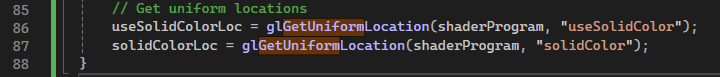 85 // Get uniform locations
86 useSolidColorLoc = glGetUniformLocation(shaderProgram, "useSolidColor");
87 solidColorLoc = glGetUniformLocation(shaderProgram, "solidColor");
88 }